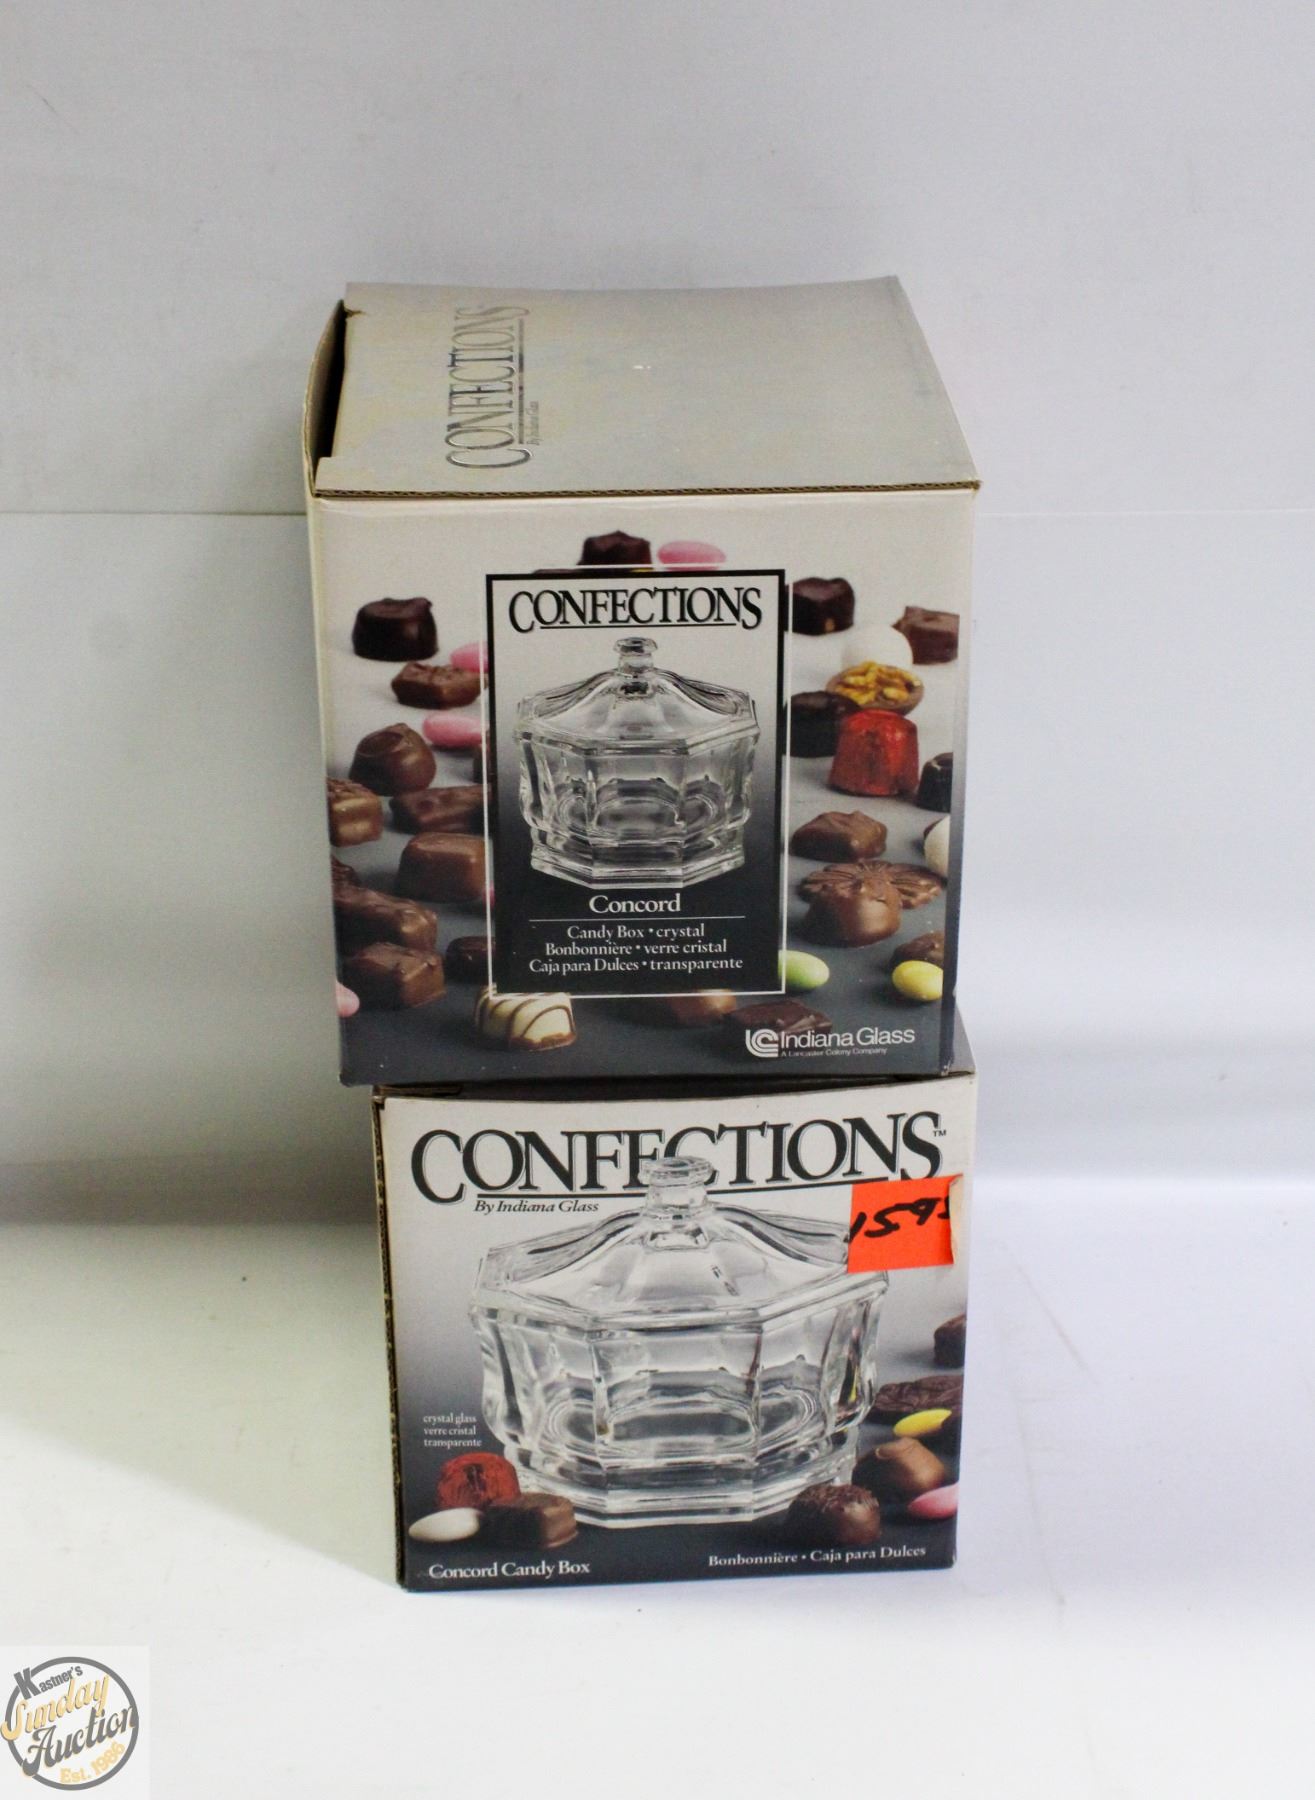 CONFECTIONS
By Indiana Glass
CONFECTIONS
Concord
Candy Box • crystal
Bonbonnière • verre cristal
Caja para Dulces • transparente
Indiana Glass
A Lancaster Colony Company
CONFECTIONS™
By Indiana Glass
1595
crystal glass
verre cristal
transparente
Concord Candy Box
Bonbonnière • Caja para Dulces
Kastner's
Sunday
Auction
Est. 1986